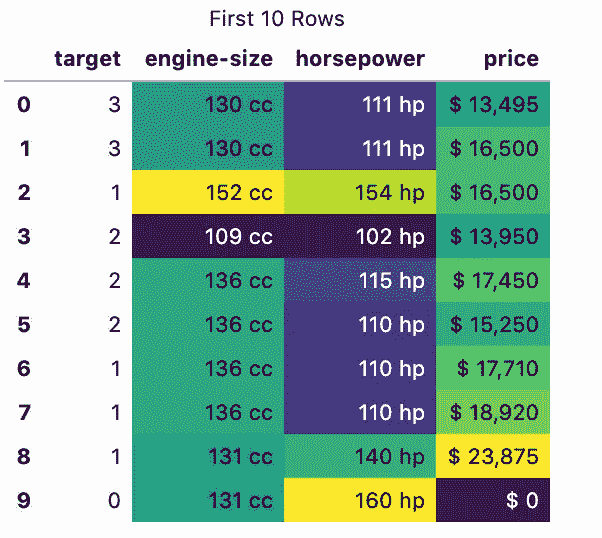 First 10 Rows
target engine-size horsepower price
0 3 130 cc 111 hp $ 13,495
1 3 130 cc 111 hp $ 16,500
2 1 152 cc 154 hp $ 16,500
3 2 109 cc 102 hp $ 13,950
4 2 136 cc 115 hp $ 17,450
5 2 136 cc 110 hp $ 15,250
6 1 136 cc 110 hp $ 17,710
7 1 136 cc 110 hp $ 18,920
8 1 131 cc 140 hp $ 23,875
9 0 131 cc 160 hp $ 0